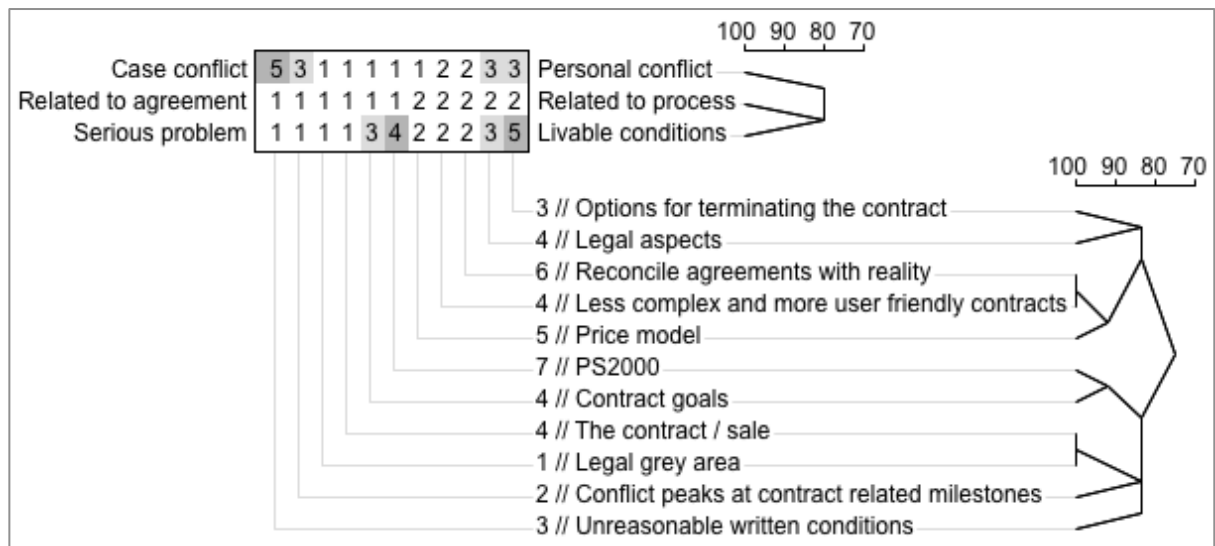 100 90 80 70
Case conflict 5 3 1 1 1 1 1 2 2 3 3 Personal conflict
Related to agreement 1 1 1 1 1 1 2 2 2 2 2 Related to process
Serious problem 1 1 1 1 3 4 2 2 2 3 5 Livable conditions
100 90 80 70
3 // Options for terminating the contract
4 // Legal aspects
6 // Reconcile agreements with reality
4 // Less complex and more user friendly contracts
5 // Price model
7 // PS2000
4 // Contract goals
4 // The contract / sale
1 // Legal grey area
2 // Conflict peaks at contract related milestones
3 // Unreasonable written conditions